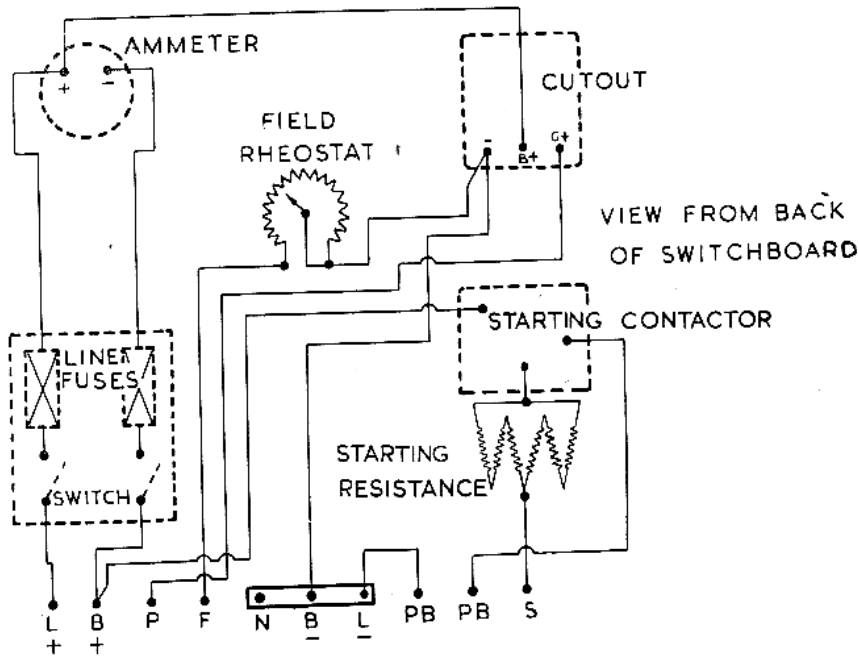 AMMETER
+
-
CUTOUT
-
B+
G+
FIELD
RHEOSTAT
VIEW FROM BACK
OF SWITCHBOARD
STARTING CONTACTOR
LINE
FUSES
STARTING
RESISTANCE
SWITCH
L B P F N B L PB PB S
+ + - -